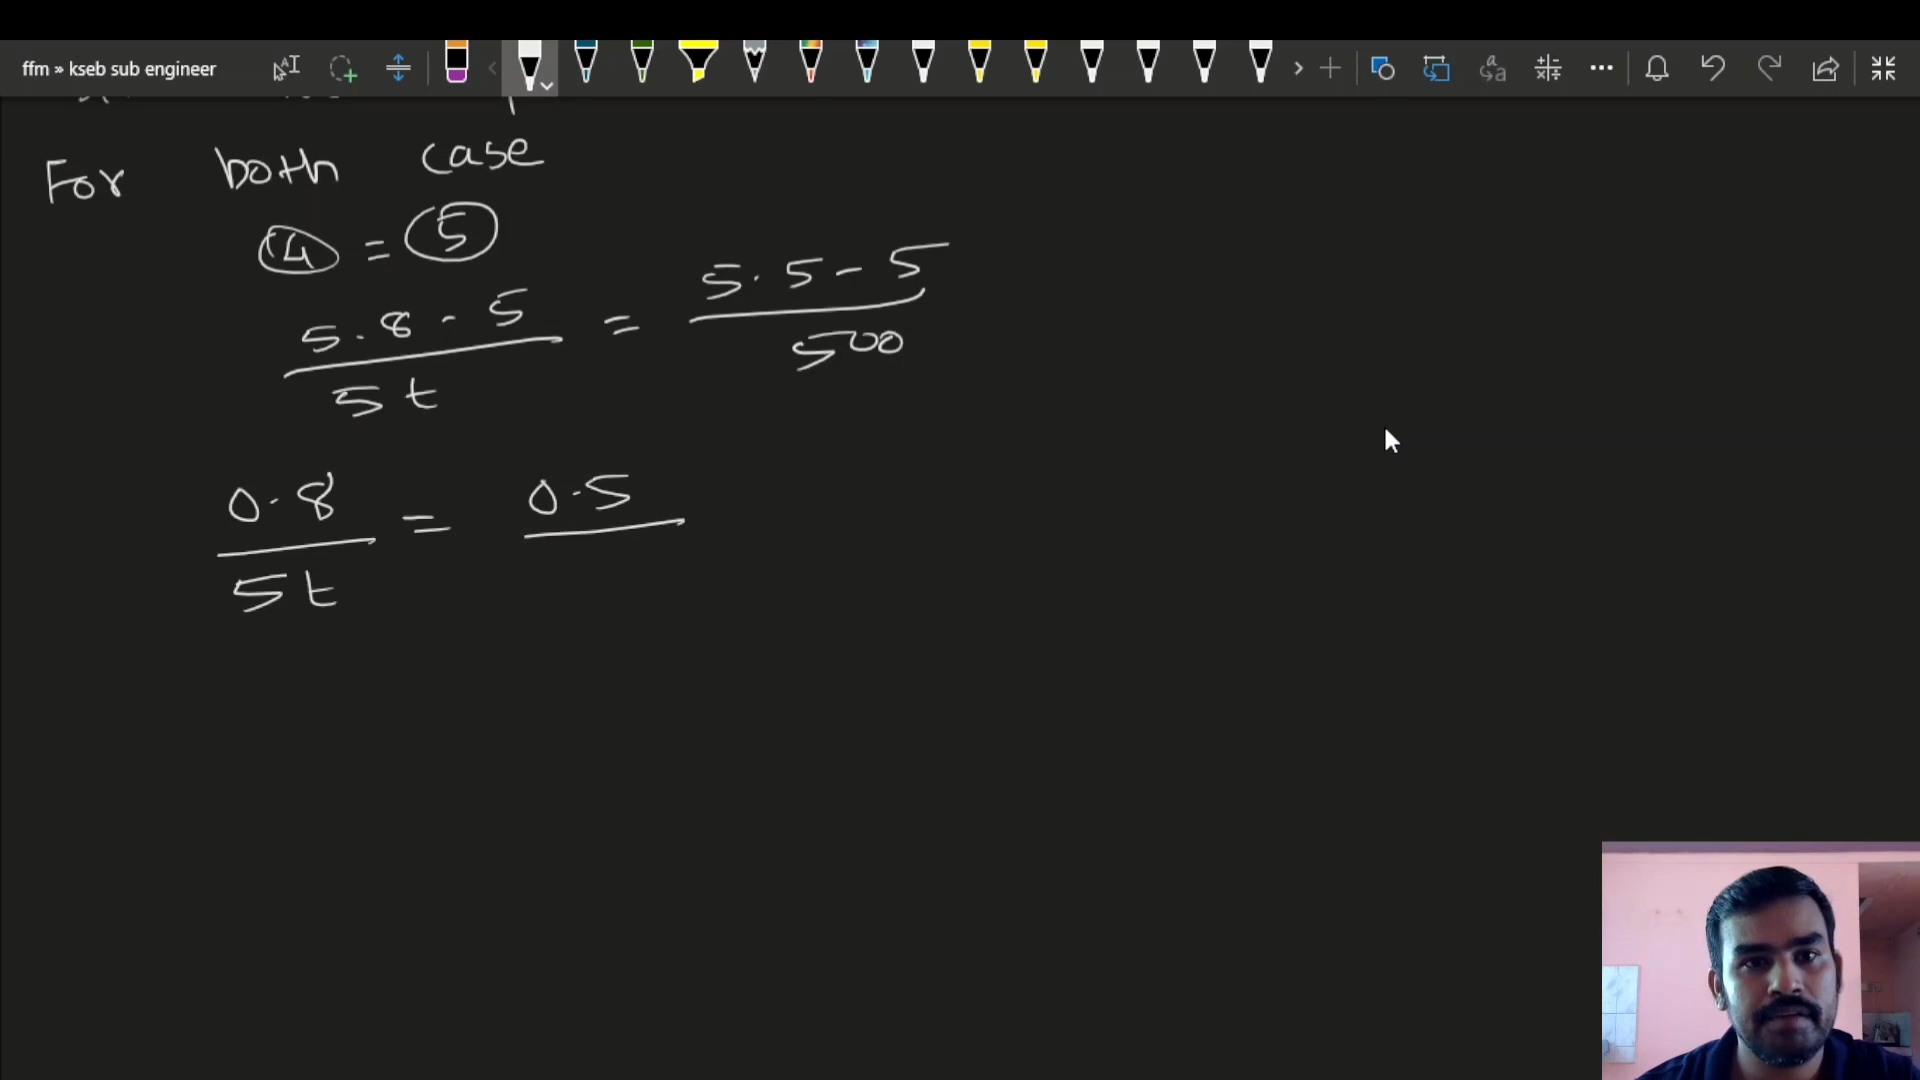 ffm » kseb sub engineer
For both case
4 = 5
5.8 - 5 / 5t = 5.5 - 5 / 500
0.8 / 5t = 0.5 /